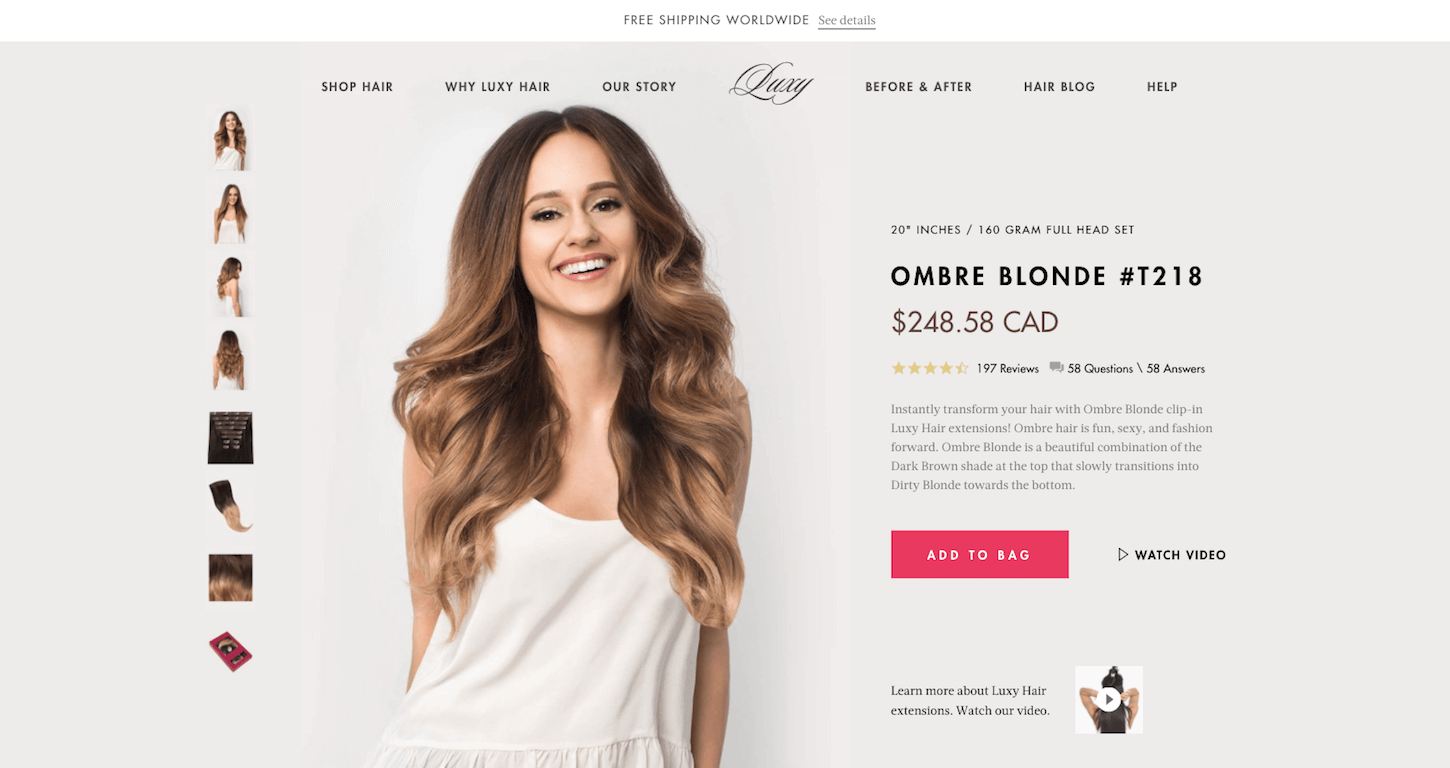 FREE SHIPPING WORLDWIDE See details
SHOP HAIR WHY LUXY HAIR OUR STORY Luxy BEFORE & AFTER HAIR BLOG HELP
20" INCHES / 160 GRAM FULL HEAD SET
OMBRE BLONDE #T218
$248.58 CAD
197 Reviews 58 Questions \ 58 Answers
Instantly transform your hair with Ombre Blonde clip-in
Luxy Hair extensions! Ombre hair is fun, sexy, and fashion
forward. Ombre Blonde is a beautiful combination of the
Dark Brown shade at the top that slowly transitions into
Dirty Blonde towards the bottom.
ADD TO BAG WATCH VIDEO
Learn more about Luxy Hair
extensions. Watch our video.